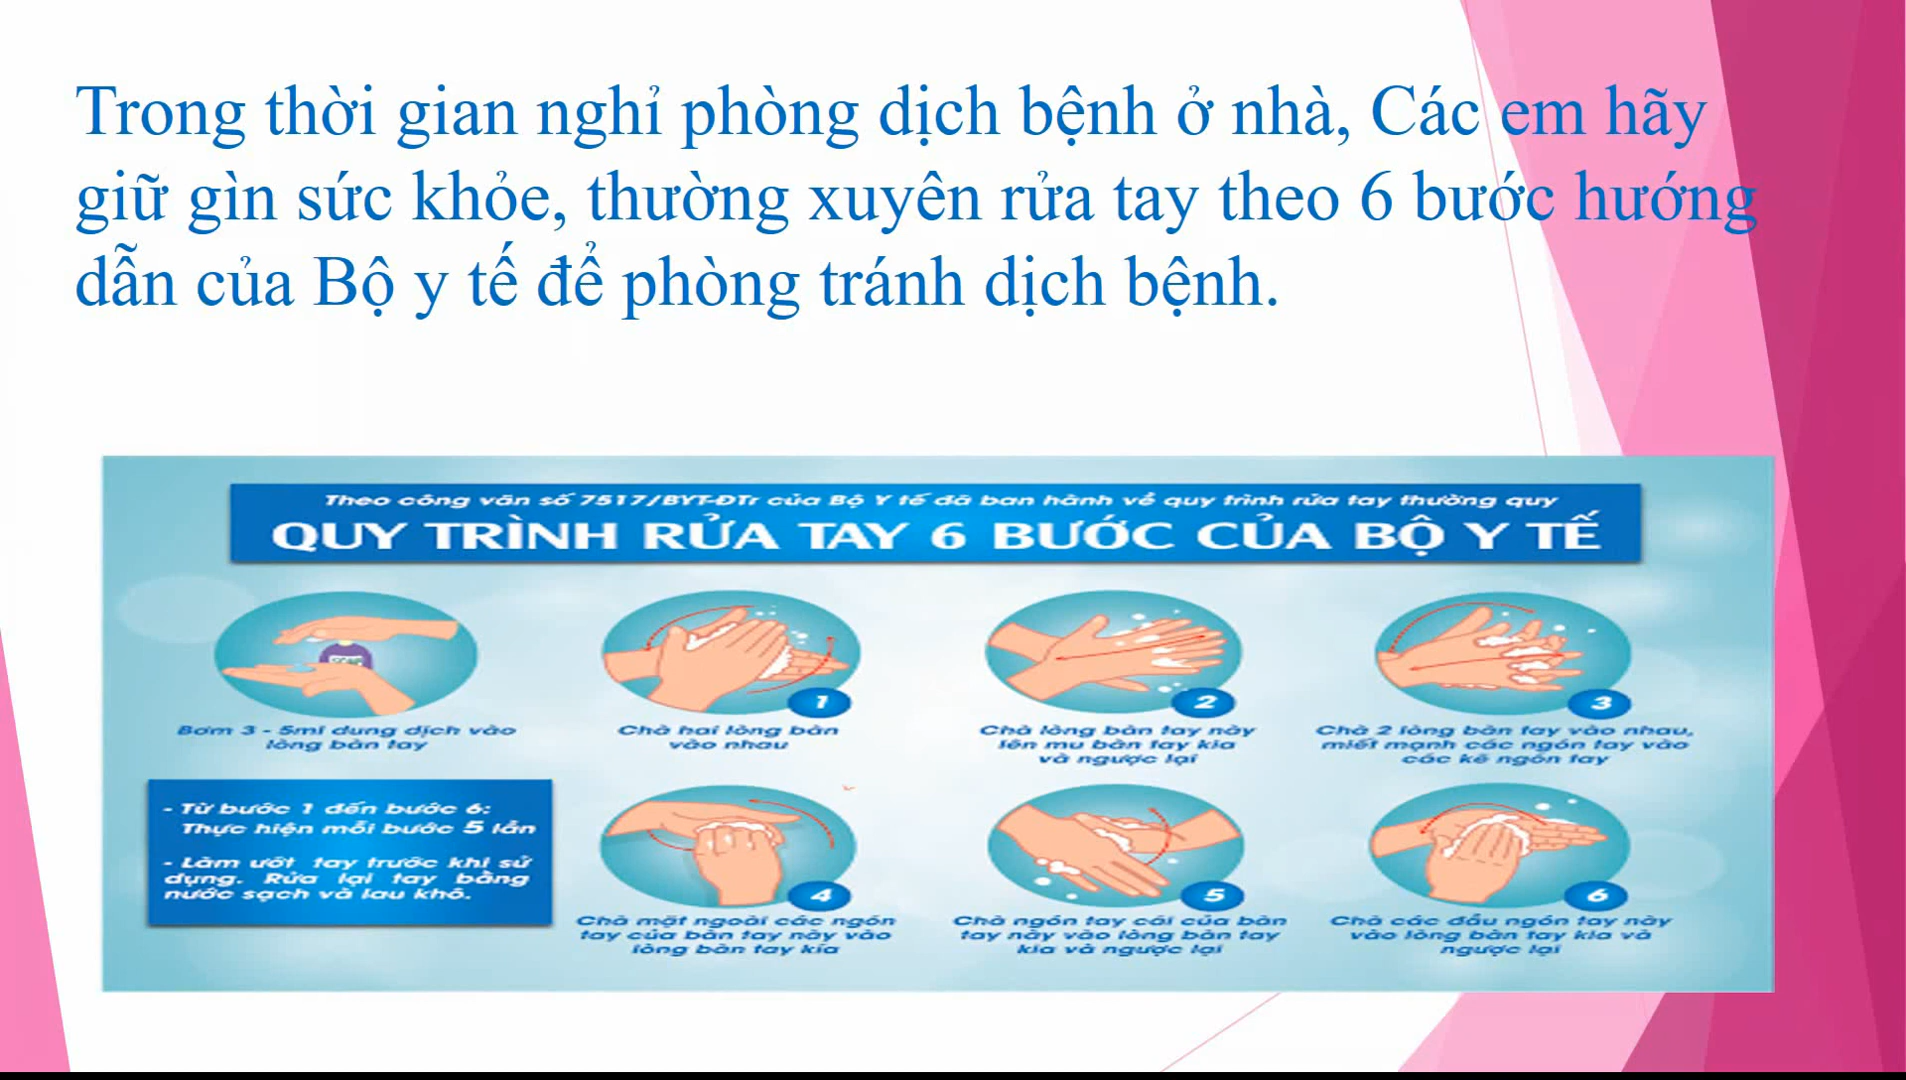 Trong thời gian nghỉ phòng dịch bệnh ở nhà, Các em hãy
giữ gìn sức khỏe, thường xuyên rửa tay theo 6 bước hướng
dẫn của Bộ y tế để phòng tránh dịch bệnh.
Theo công văn số 7517/BYT-ĐTr của Bộ Y tế đã ban hành về quy trình rửa tay thường quy
QUY TRÌNH RỬA TAY 6 BƯỚC CỦA BỘ Y TẾ
Bơm 3 - 5ml dung dịch vào
lòng bàn tay
1
Chà hai lòng bàn
vào nhau
2
Chà lòng bàn tay này
lên mu bàn tay kia
và ngược lại
3
Chà 2 lòng bàn tay vào nhau,
miết mạnh các ngón tay vào
các kẽ ngón tay
- Từ bước 1 đến bước 6:
Thực hiện mỗi bước 5 lần
- Làm ướt tay trước khi sử
dụng. Rửa lại tay bằng
nước sạch và lau khô.
4
Chà mặt ngoài các ngón
tay của bàn tay này vào
lòng bàn tay kia
5
Chà ngón tay cái của bàn
tay này vào lòng bàn tay
kia và ngược lại
6
Chà các đầu ngón tay này
vào lòng bàn tay kia và
ngược lại